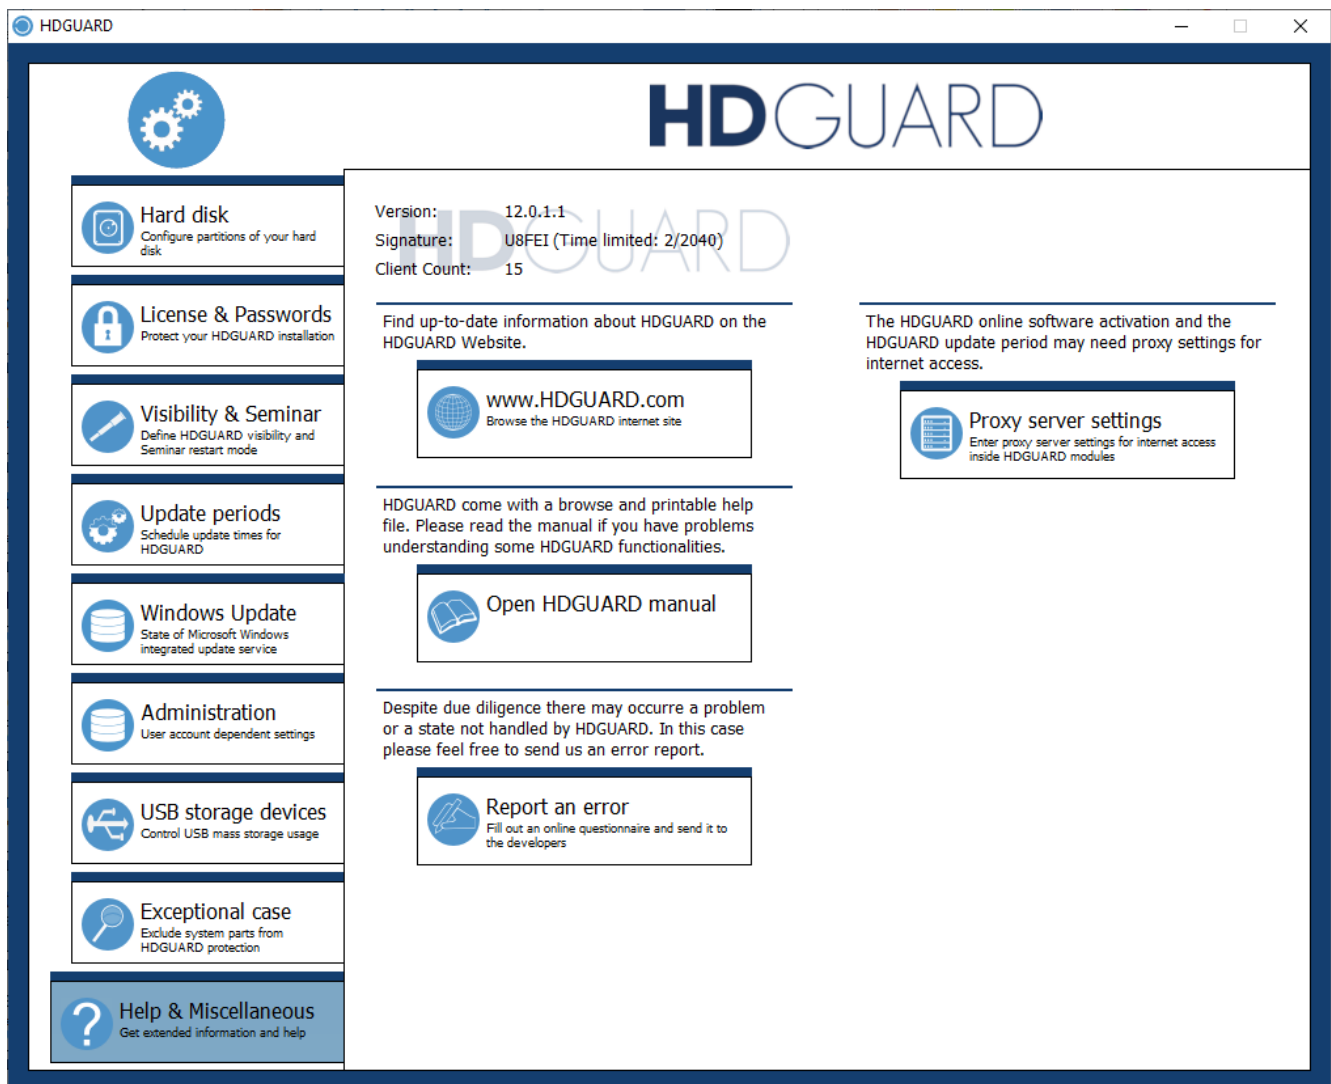 HDGUARD
HDGUARD
Hard disk
Configure partitions of your hard
disk
License & Passwords
Protect your HDGUARD installation
Visibility & Seminar
Define HDGUARD visibility and
Seminar restart mode
Update periods
Schedule update times for
HDGUARD
Windows Update
State of Microsoft Windows
integrated update service
Administration
User account dependent settings
USB storage devices
Control USB mass storage usage
Exceptional case
Exclude system parts from
HDGUARD protection
Help & Miscellaneous
Get extended information and help
HDGUARD
Version: 12.0.1.1
Signature: U8FEI (Time limited: 2/2040)
Client Count: 15
Find up-to-date information about HDGUARD on the
HDGUARD Website.
www.HDGUARD.com
Browse the HDGUARD internet site
HDGUARD come with a browse and printable help
file. Please read the manual if you have problems
understanding some HDGUARD functionalities.
Open HDGUARD manual
Despite due diligence there may occurre a problem
or a state not handled by HDGUARD. In this case
please feel free to send us an error report.
Report an error
Fill out an online questionnaire and send it to
the developers
The HDGUARD online software activation and the
HDGUARD update period may need proxy settings for
internet access.
Proxy server settings
Enter proxy server settings for internet access
inside HDGUARD modules